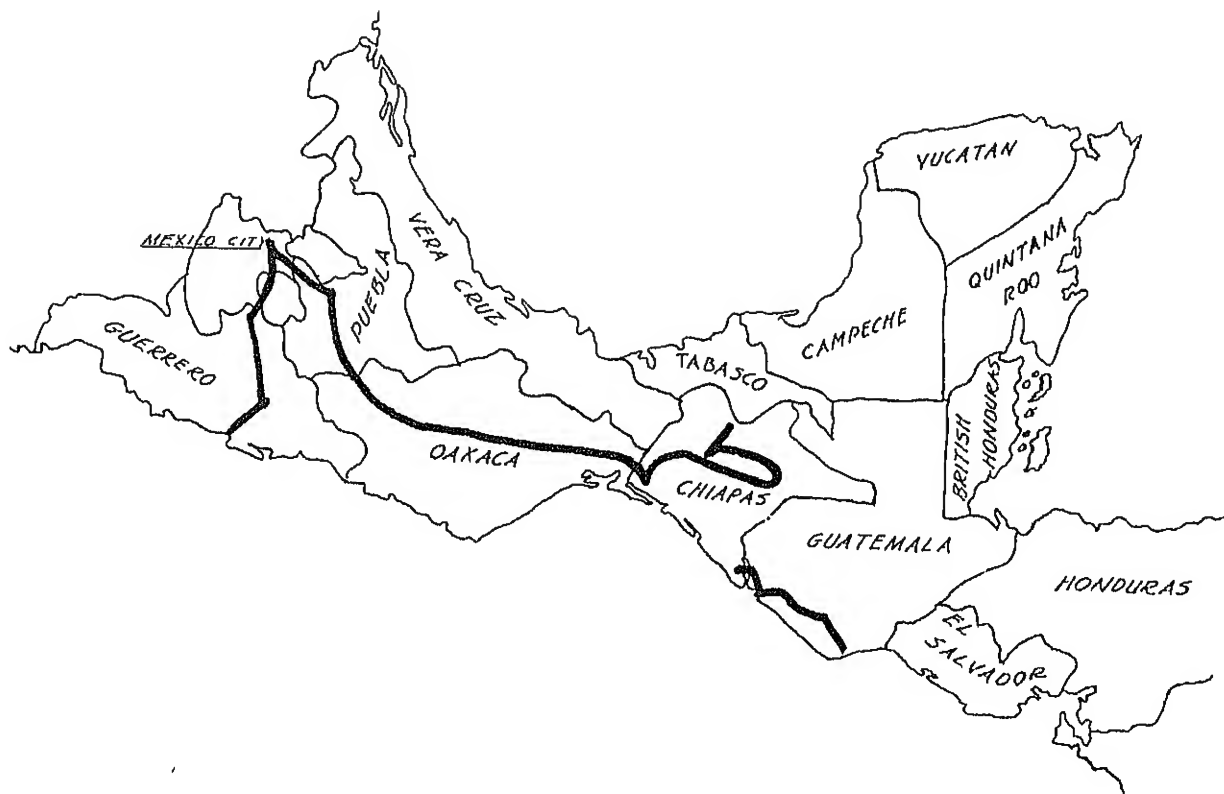 YUCATAN
MEXICO CITY
VERA
CRUZ
QUINTANA
ROO
PUEBLA
GUERRERO
CAMPECHE
TABASCO
BRITISH
HONDURAS
OAXACA
CHIAPAS
GUATEMALA
HONDURAS
EL
SALVADOR